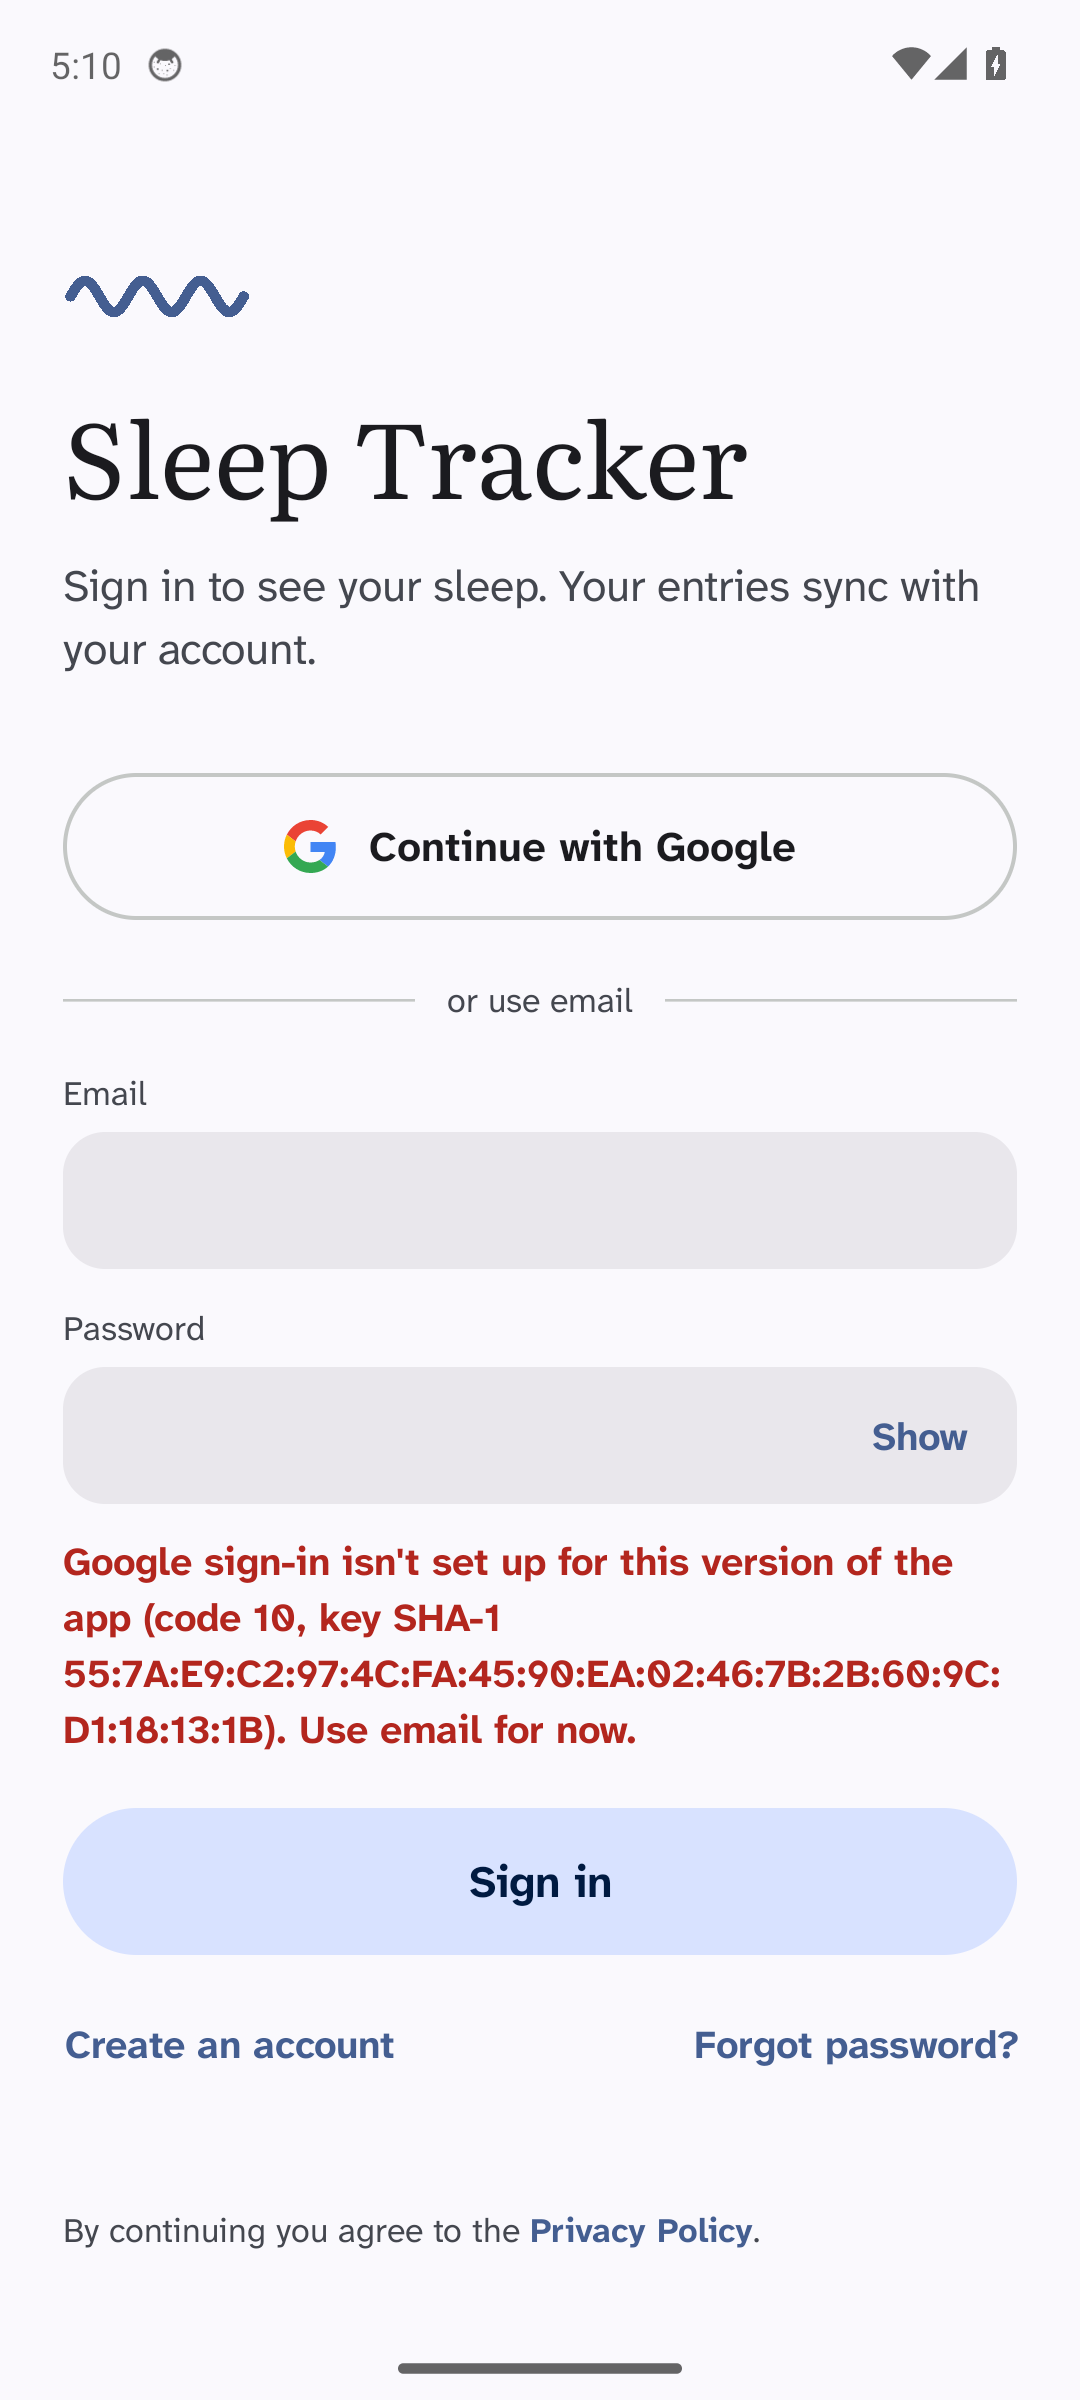 5:10
Sleep Tracker
Sign in to see your sleep. Your entries sync with
your account.
Continue with Google
or use email
Email
Password
Show
Google sign-in isn't set up for this version of the
app (code 10, key SHA-1
55:7A:E9:C2:97:4C:FA:45:90:EA:02:46:7B:2B:60:9C:
D1:18:13:1B). Use email for now.
Sign in
Create an account
Forgot password?
By continuing you agree to the Privacy Policy.